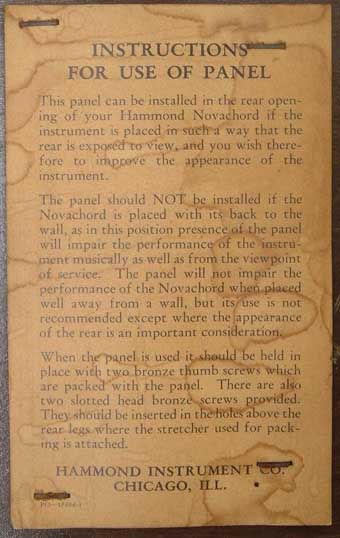 INSTRUCTIONS
FOR USE OF PANEL
This panel can be installed in the rear open-
ing of your Hammond Novachord if the
instrument is placed in such a way that the
rear is exposed to view, and you wish there-
fore to improve the appearance of the
instrument.
The panel should NOT be installed if the
Novachord is placed with its back to the
wall, as in this position presence of the panel
will impair the performance of the instru-
ment musically as well as from the viewpoint
of service. The panel will not impair the
performance of the Novachord when placed
well away from a wall, but its use is not
recommended except where the appearance
of the rear is an important consideration.
When the panel is used it should be held in
place with two bronze thumb screws which
are packed with the panel. There are also
two slotted head bronze screws provided.
They should be inserted in the holes above the
rear legs where the stretcher used for pack-
ing is attached.
HAMMOND INSTRUMENT CO.
CHICAGO, ILL.